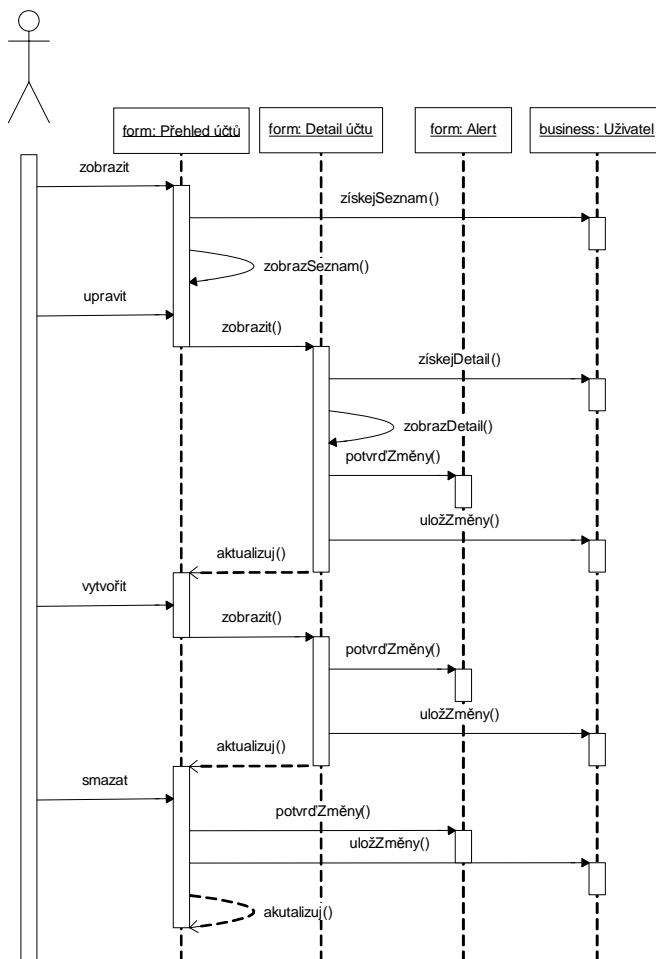 form: Přehled účtů
form: Detail účtu
form: Alert
business: Uživatel
zobrazit
získejSeznam()
zobrazSeznam()
upravit
zobrazit()
získejDetail()
zobrazDetail()
potvrďZměny()
uložZměny()
aktualizuj()
vytvořit
zobrazit()
potvrďZměny()
uložZměny()
aktualizuj()
smazat
potvrďZměny()
uložZměny()
akutalizuj()